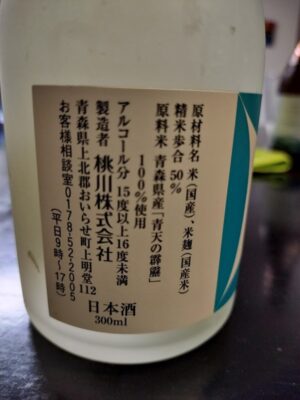 原材料名 米(国産)、米麹(国産米)
精米歩合 50%
原料米 青森県産「青天の霹靂」
100%使用
アルコール分 15度以上16度未満
製造者 桃川株式会社
青森県上北郡おいらせ町上明堂112
お客様相談室0178-52-2005
(平日9時〜17時)
日本酒
300ml